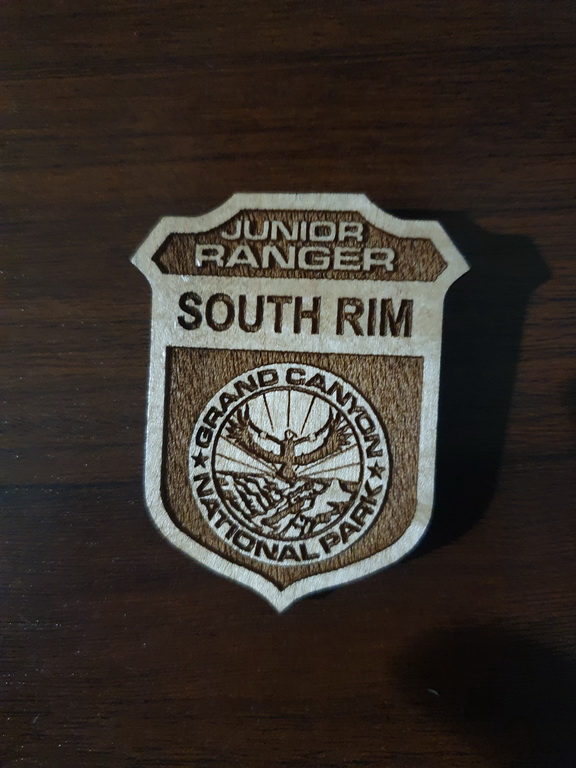 JUNIOR
RANGER
SOUTH RIM
GRAND CANYON
NATIONAL PARK